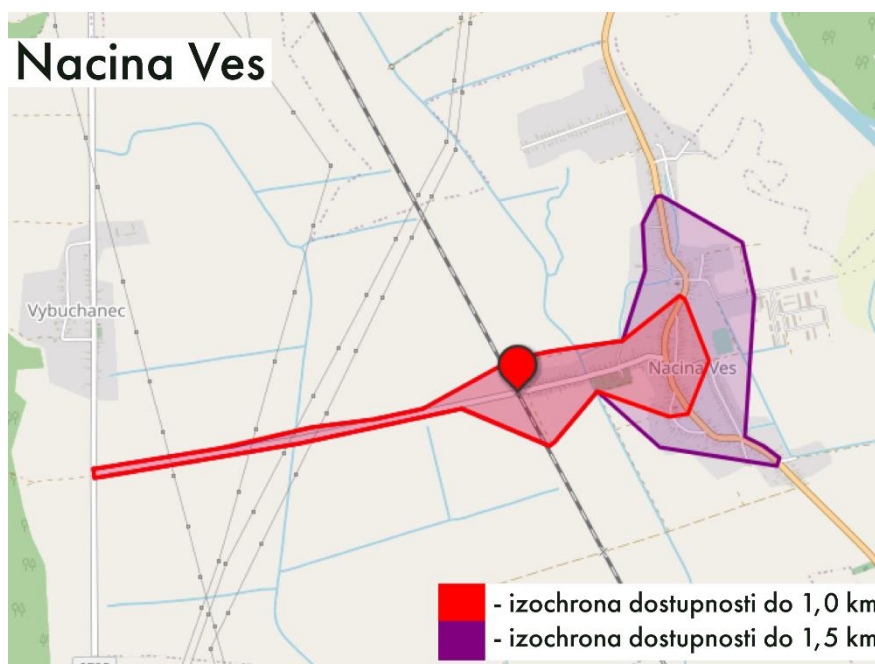 Nacina Ves
Vybuchanec
Nacina Ves
- izochrona dostupnosti do 1,0 km
- izochrona dostupnosti do 1,5 km